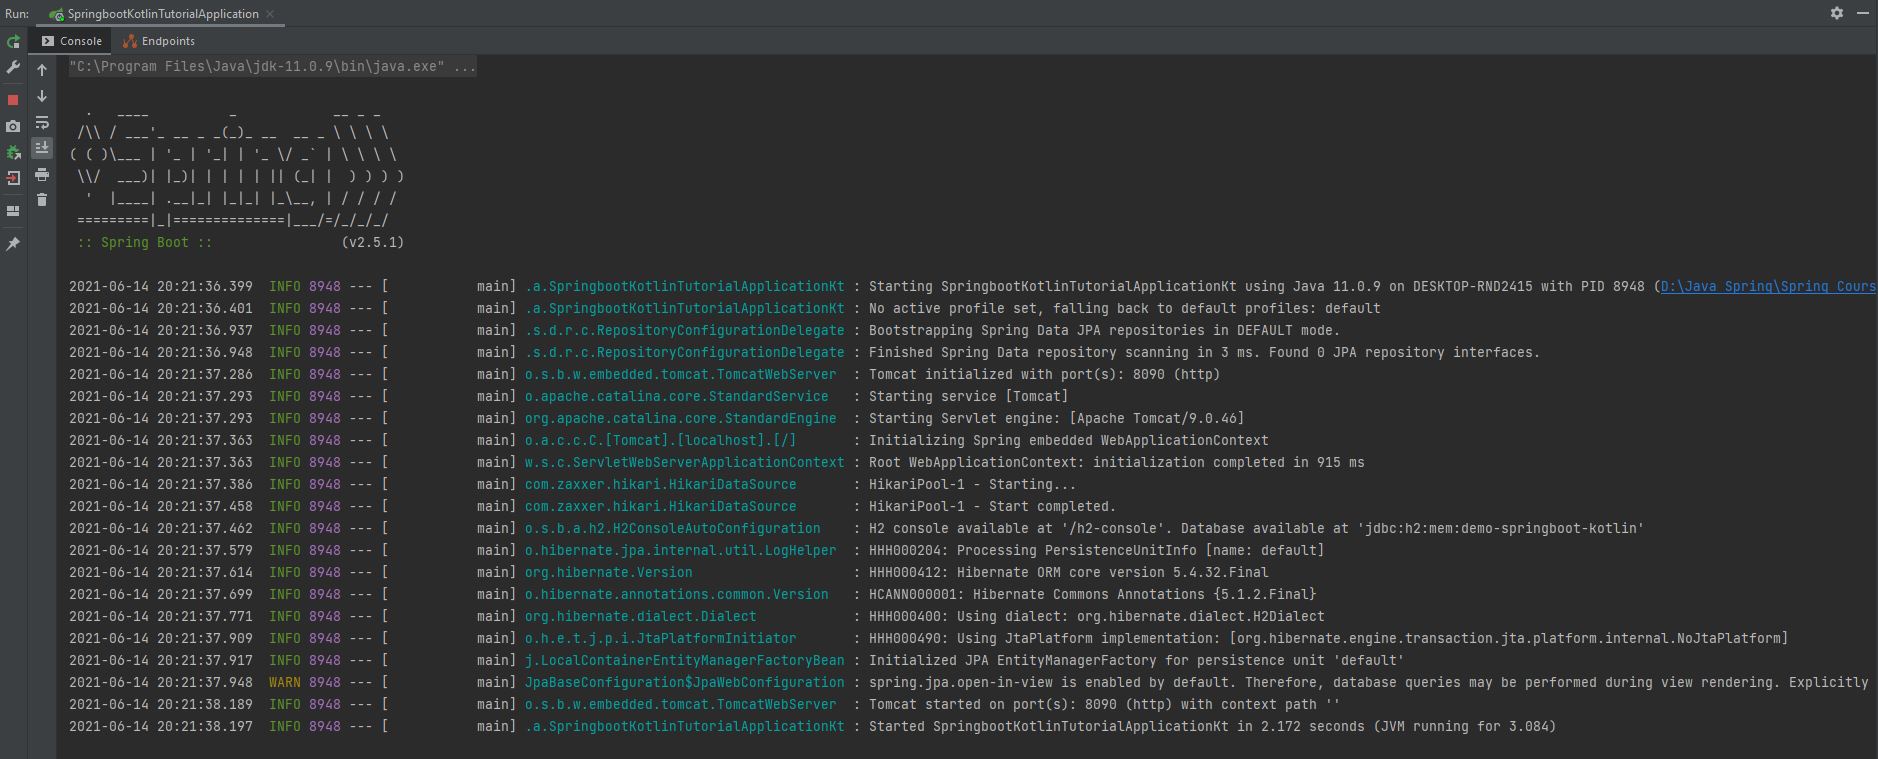 Run: SpringbootKotlinTutorialApplication
Console Endpoints
"C:\Program Files\Java\jdk-11.0.9\bin\java.exe" ...
  .   ____          _            __ _ _
 /\\ / ___'_ __ _ _(_)_ __  __ _ \ \ \ \
( ( )\___ | '_ | '_| | '_ \/ _` | \ \ \ \
 \\/  ___)| |_)| | | | | || (_| |  ) ) ) )
  '  |____| .__|_| |_|_| |_\__, | / / / /
 =========|_|==============|___/=/_/_/_/
 :: Spring Boot ::                (v2.5.1)
2021-06-14 20:21:36.399  INFO 8948 --- [           main] .a.SpringbootKotlinTutorialApplicationKt : Starting SpringbootKotlinTutorialApplicationKt using Java 11.0.9 on DESKTOP-RND2415 with PID 8948 (D:\Java Spring\Spring Cours
2021-06-14 20:21:36.401  INFO 8948 --- [           main] .a.SpringbootKotlinTutorialApplicationKt : No active profile set, falling back to default profiles: default
2021-06-14 20:21:36.937  INFO 8948 --- [           main] .s.d.r.c.RepositoryConfigurationDelegate : Bootstrapping Spring Data JPA repositories in DEFAULT mode.
2021-06-14 20:21:36.948  INFO 8948 --- [           main] .s.d.r.c.RepositoryConfigurationDelegate : Finished Spring Data repository scanning in 3 ms. Found 0 JPA repository interfaces.
2021-06-14 20:21:37.286  INFO 8948 --- [           main] o.s.b.w.embedded.tomcat.TomcatWebServer  : Tomcat initialized with port(s): 8090 (http)
2021-06-14 20:21:37.293  INFO 8948 --- [           main] o.apache.catalina.core.StandardService   : Starting service [Tomcat]
2021-06-14 20:21:37.293  INFO 8948 --- [           main] org.apache.catalina.core.StandardEngine  : Starting Servlet engine: [Apache Tomcat/9.0.46]
2021-06-14 20:21:37.363  INFO 8948 --- [           main] o.a.c.c.C.[Tomcat].[localhost].[/]       : Initializing Spring embedded WebApplicationContext
2021-06-14 20:21:37.363  INFO 8948 --- [           main] w.s.c.ServletWebServerApplicationContext : Root WebApplicationContext: initialization completed in 915 ms
2021-06-14 20:21:37.386  INFO 8948 --- [           main] com.zaxxer.hikari.HikariDataSource       : HikariPool-1 - Starting...
2021-06-14 20:21:37.458  INFO 8948 --- [           main] com.zaxxer.hikari.HikariDataSource       : HikariPool-1 - Start completed.
2021-06-14 20:21:37.462  INFO 8948 --- [           main] o.s.b.a.h2.H2ConsoleAutoConfiguration    : H2 console available at '/h2-console'. Database available at 'jdbc:h2:mem:demo-springboot-kotlin'
2021-06-14 20:21:37.579  INFO 8948 --- [           main] o.hibernate.jpa.internal.util.LogHelper  : HHH000204: Processing PersistenceUnitInfo [name: default]
2021-06-14 20:21:37.614  INFO 8948 --- [           main] org.hibernate.Version                    : HHH000412: Hibernate ORM core version 5.4.32.Final
2021-06-14 20:21:37.699  INFO 8948 --- [           main] o.hibernate.annotations.common.Version   : HCANN000001: Hibernate Commons Annotations {5.1.2.Final}
2021-06-14 20:21:37.771  INFO 8948 --- [           main] org.hibernate.dialect.Dialect            : HHH000400: Using dialect: org.hibernate.dialect.H2Dialect
2021-06-14 20:21:37.909  INFO 8948 --- [           main] o.h.e.t.j.p.i.JtaPlatformInitiator       : HHH000490: Using JtaPlatform implementation: [org.hibernate.engine.transaction.jta.platform.internal.NoJtaPlatform]
2021-06-14 20:21:37.917  INFO 8948 --- [           main] j.LocalContainerEntityManagerFactoryBean : Initialized JPA EntityManagerFactory for persistence unit 'default'
2021-06-14 20:21:37.948  WARN 8948 --- [           main] JpaBaseConfiguration$JpaWebConfiguration : spring.jpa.open-in-view is enabled by default. Therefore, database queries may be performed during view rendering. Explicitly
2021-06-14 20:21:38.189  INFO 8948 --- [           main] o.s.b.w.embedded.tomcat.TomcatWebServer  : Tomcat started on port(s): 8090 (http) with context path ''
2021-06-14 20:21:38.197  INFO 8948 --- [           main] .a.SpringbootKotlinTutorialApplicationKt : Started SpringbootKotlinTutorialApplicationKt in 2.172 seconds (JVM running for 3.084)